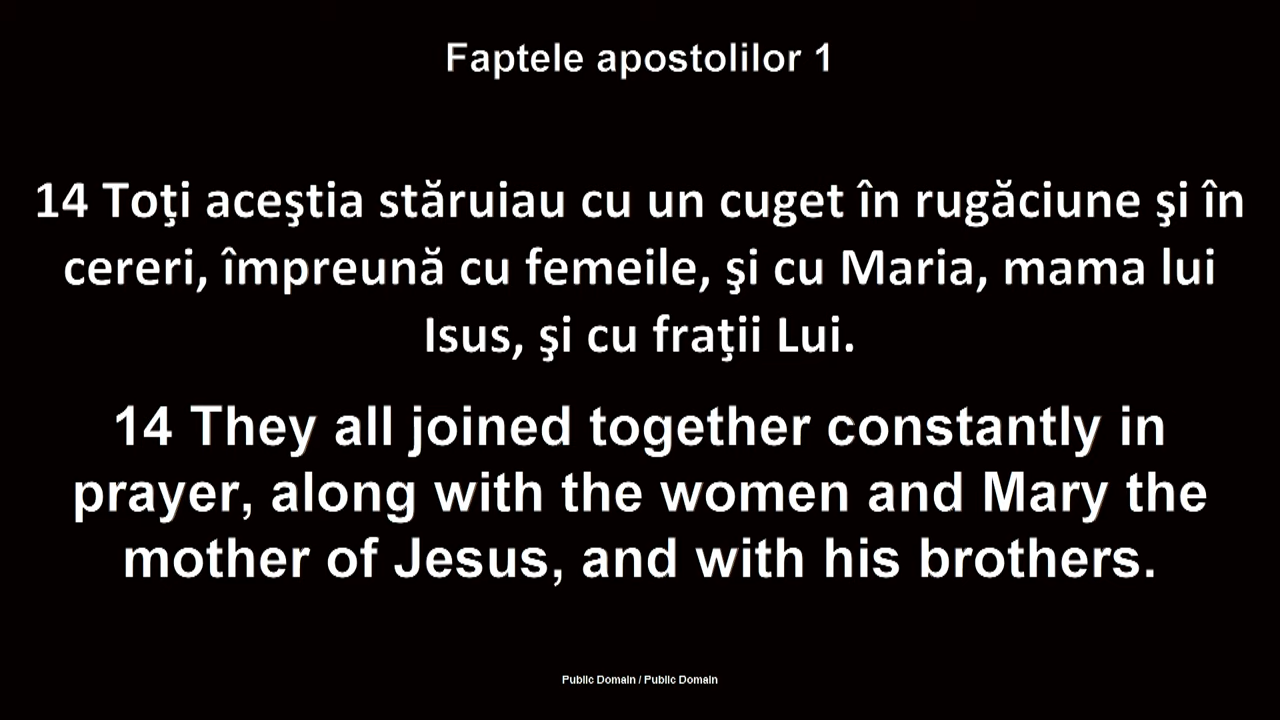 Faptele apostolilor 1
14 Toţi aceştia stăruiau cu un cuget în rugăciune şi în
cereri, împreună cu femeile, şi cu Maria, mama lui
Isus, şi cu fraţii Lui.
14 They all joined together constantly in
prayer, along with the women and Mary the
mother of Jesus, and with his brothers.
Public Domain / Public Domain